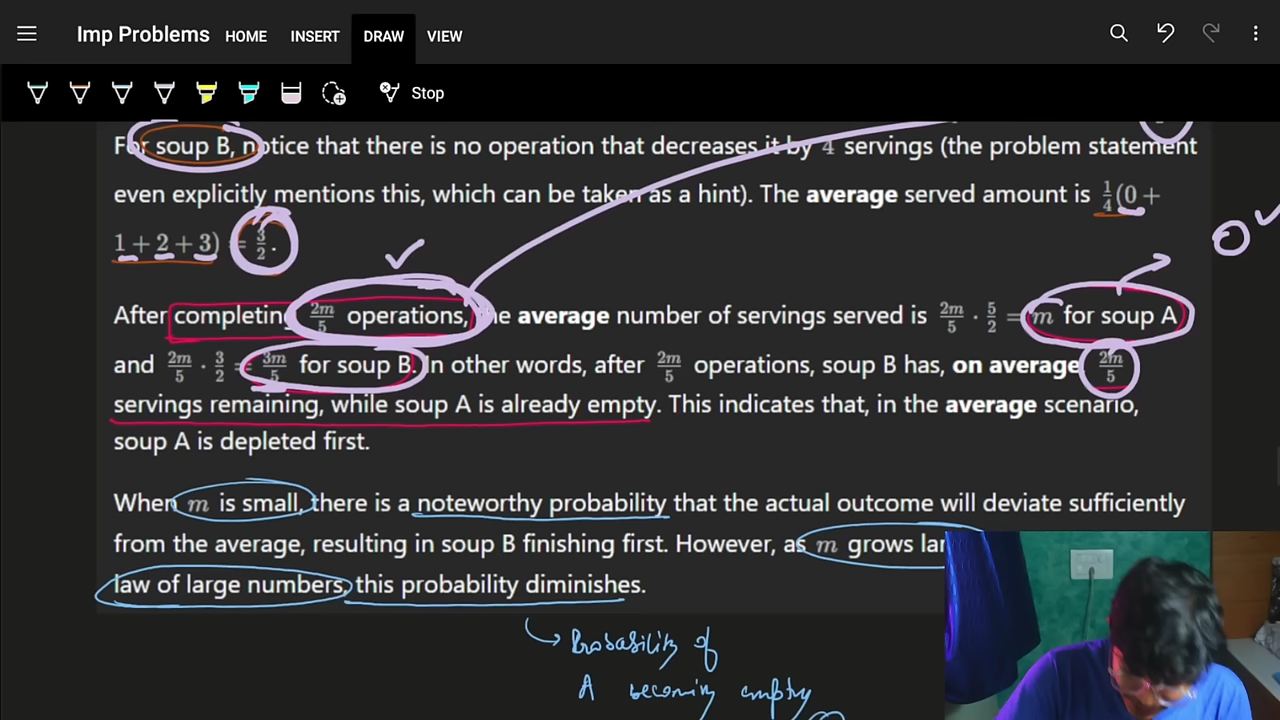 Imp Problems HOME INSERT DRAW VIEW
Stop
For soup B, notice that there is no operation that decreases it by 4 servings (the problem statement
even explicitly mentions this, which can be taken as a hint). The average served amount is 1/4(0 +
1 + 2 + 3) = 3/2.
0
After completing 2m/5 operations, the average number of servings served is 2m/5 · 5/2 = m for soup A
and 2m/5 · 3/2 = 3m/5 for soup B. In other words, after 2m/5 operations, soup B has, on average 2m/5
servings remaining, while soup A is already empty. This indicates that, in the average scenario,
soup A is depleted first.
When m is small, there is a noteworthy probability that the actual outcome will deviate sufficiently
from the average, resulting in soup B finishing first. However, as m grows
law of large numbers, this probability diminishes.
Probability of
A becoming empty